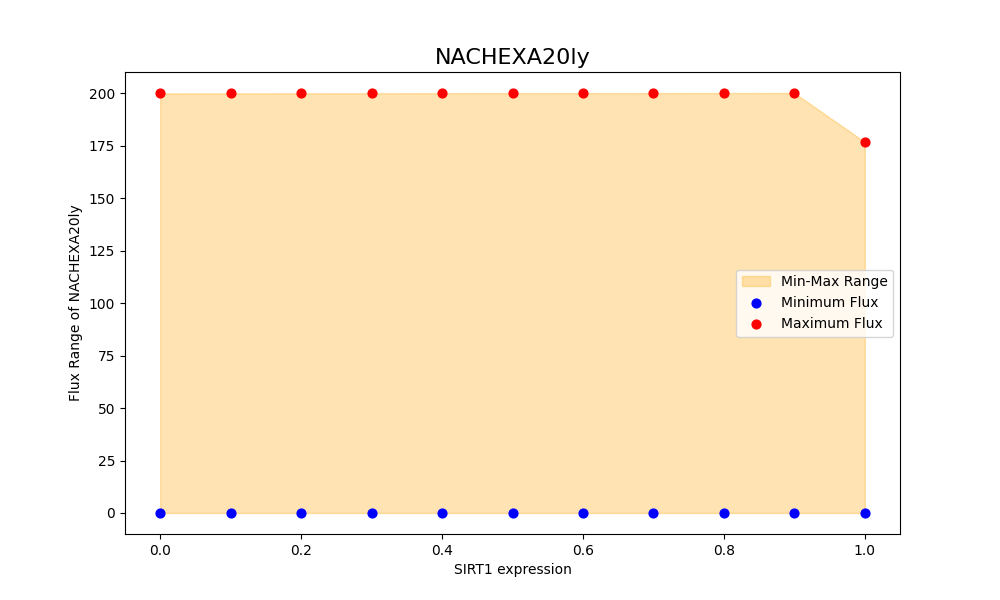 NACHEXA20ly
200
175
150
125
100
75
50
25
0
Flux Range of NACHEXA20ly
Min-Max Range
Minimum Flux
Maximum Flux
0.0 0.2 0.4 0.6 0.8 1.0
SIRT1 expression